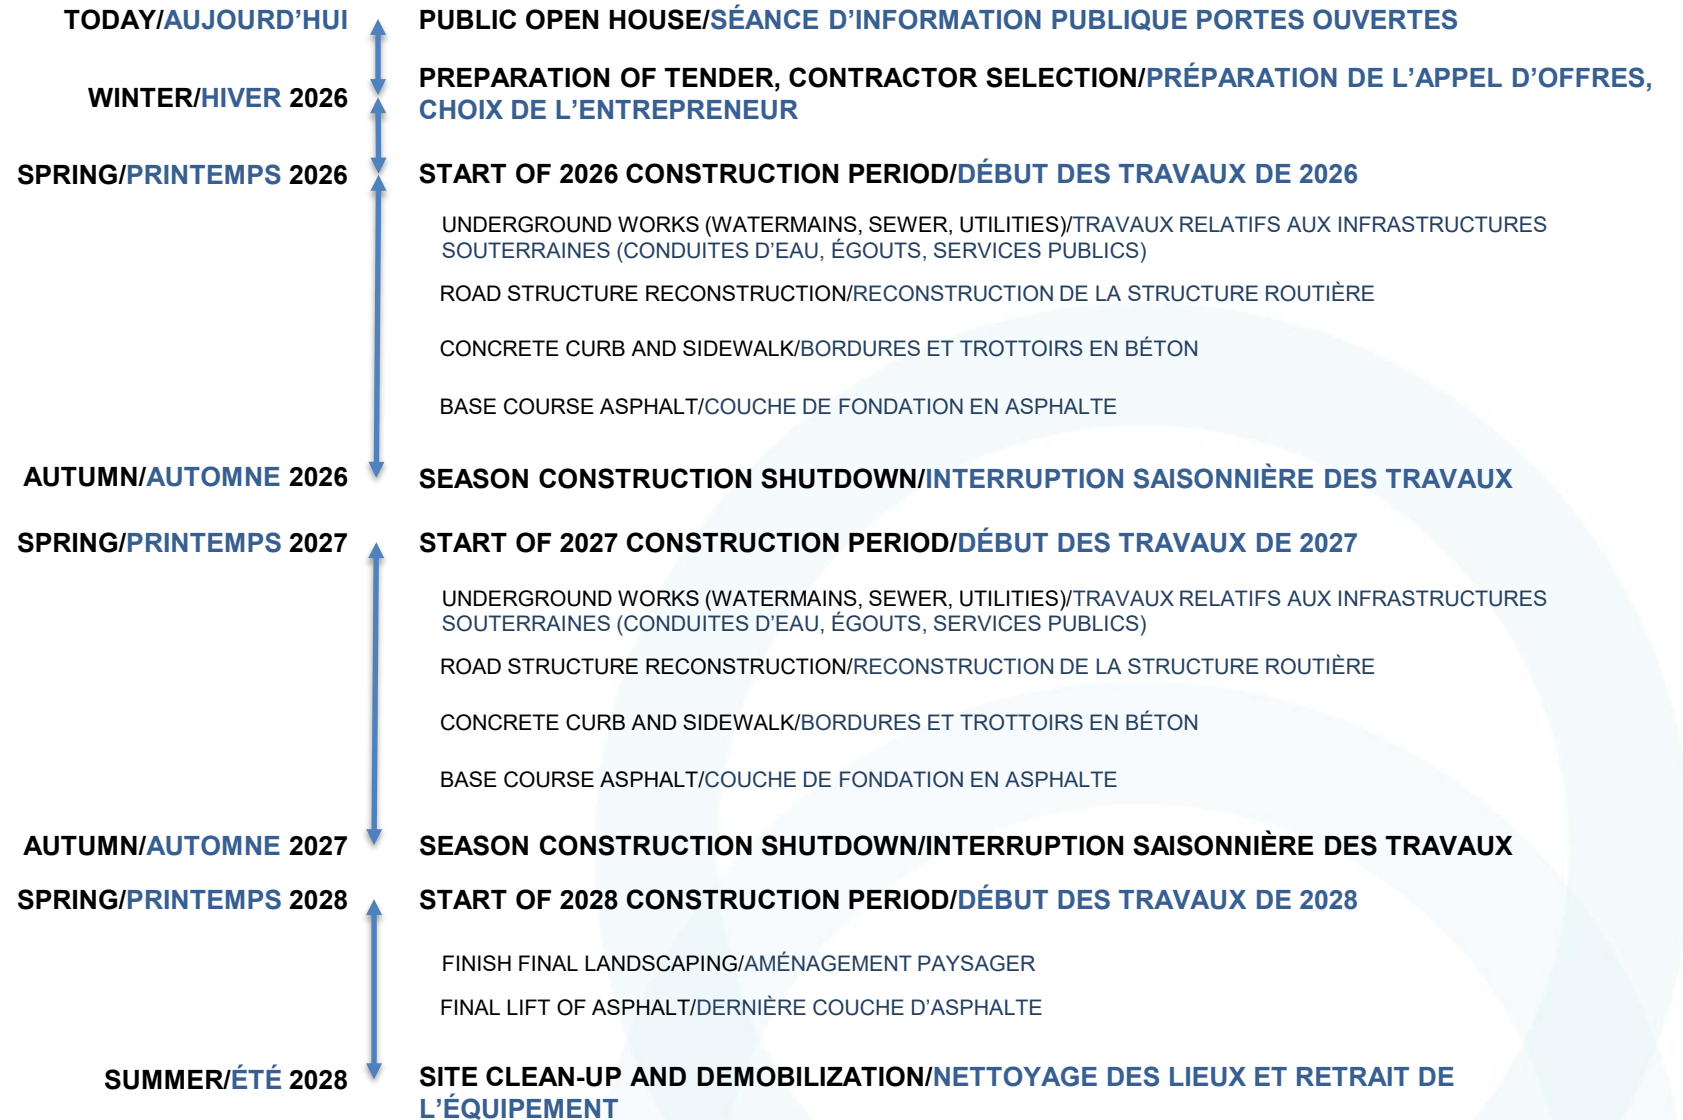 TODAY/AUJOURD’HUI PUBLIC OPEN HOUSE/SÉANCE D’INFORMATION PUBLIQUE PORTES OUVERTES
WINTER/HIVER 2026 PREPARATION OF TENDER, CONTRACTOR SELECTION/PRÉPARATION DE L’APPEL D’OFFRES,
CHOIX DE L’ENTREPRENEUR
SPRING/PRINTEMPS 2026 START OF 2026 CONSTRUCTION PERIOD/DÉBUT DES TRAVAUX DE 2026
UNDERGROUND WORKS (WATERMAINS, SEWER, UTILITIES)/TRAVAUX RELATIFS AUX INFRASTRUCTURES
SOUTERRAINES (CONDUITES D’EAU, ÉGOUTS, SERVICES PUBLICS)
ROAD STRUCTURE RECONSTRUCTION/RECONSTRUCTION DE LA STRUCTURE ROUTIÈRE
CONCRETE CURB AND SIDEWALK/BORDURES ET TROTTOIRS EN BÉTON
BASE COURSE ASPHALT/COUCHE DE FONDATION EN ASPHALTE
AUTUMN/AUTOMNE 2026 SEASON CONSTRUCTION SHUTDOWN/INTERRUPTION SAISONNIÈRE DES TRAVAUX
SPRING/PRINTEMPS 2027 START OF 2027 CONSTRUCTION PERIOD/DÉBUT DES TRAVAUX DE 2027
UNDERGROUND WORKS (WATERMAINS, SEWER, UTILITIES)/TRAVAUX RELATIFS AUX INFRASTRUCTURES
SOUTERRAINES (CONDUITES D’EAU, ÉGOUTS, SERVICES PUBLICS)
ROAD STRUCTURE RECONSTRUCTION/RECONSTRUCTION DE LA STRUCTURE ROUTIÈRE
CONCRETE CURB AND SIDEWALK/BORDURES ET TROTTOIRS EN BÉTON
BASE COURSE ASPHALT/COUCHE DE FONDATION EN ASPHALTE
AUTUMN/AUTOMNE 2027 SEASON CONSTRUCTION SHUTDOWN/INTERRUPTION SAISONNIÈRE DES TRAVAUX
SPRING/PRINTEMPS 2028 START OF 2028 CONSTRUCTION PERIOD/DÉBUT DES TRAVAUX DE 2028
FINISH FINAL LANDSCAPING/AMÉNAGEMENT PAYSAGER
FINAL LIFT OF ASPHALT/DERNIÈRE COUCHE D’ASPHALTE
SUMMER/ÉTÉ 2028 SITE CLEAN-UP AND DEMOBILIZATION/NETTOYAGE DES LIEUX ET RETRAIT DE
L’ÉQUIPEMENT